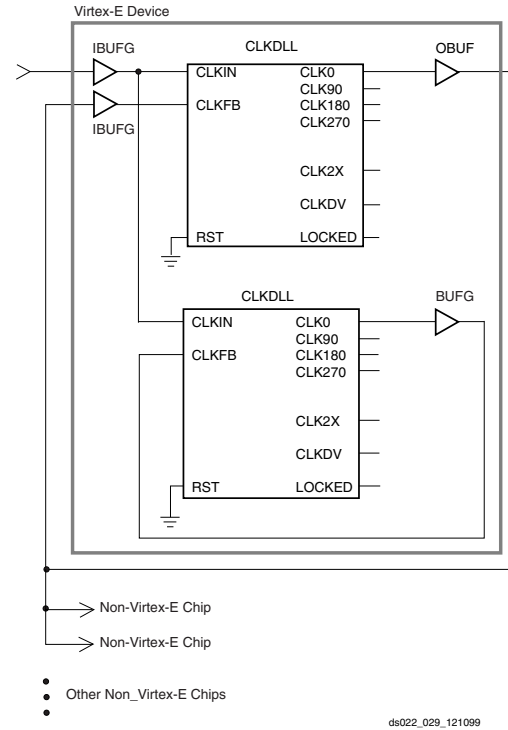 Virtex-E Device
IBUFG
CLKDLL
OBUF
CLKIN
CLK0
CLK90
CLKFB
CLK180
CLK270
IBUFG
CLK2X
CLKDV
RST
LOCKED
CLKDLL
BUFG
CLKIN
CLK0
CLK90
CLKFB
CLK180
CLK270
CLK2X
CLKDV
RST
LOCKED
Non-Virtex-E Chip
Non-Virtex-E Chip
Other Non_Virtex-E Chips
ds022_029_121099